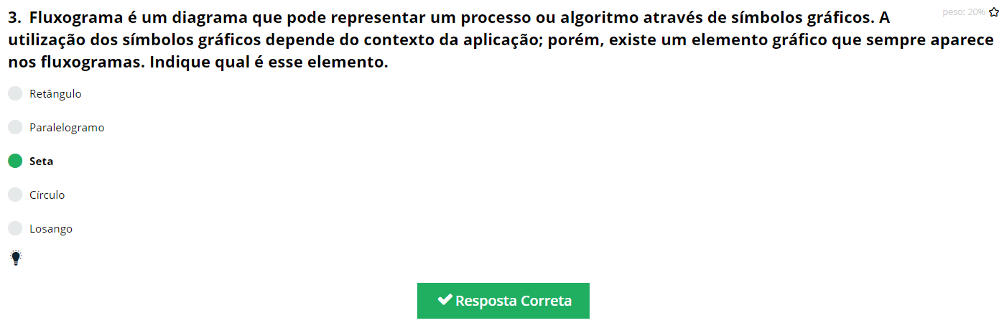 peso: 20%
3. Fluxograma é um diagrama que pode representar um processo ou algoritmo através de símbolos gráficos. A
utilização dos símbolos gráficos depende do contexto da aplicação; porém, existe um elemento gráfico que sempre aparece
nos fluxogramas. Indique qual é esse elemento.
Retângulo
Paralelogramo
Seta
Círculo
Losango
Resposta Correta